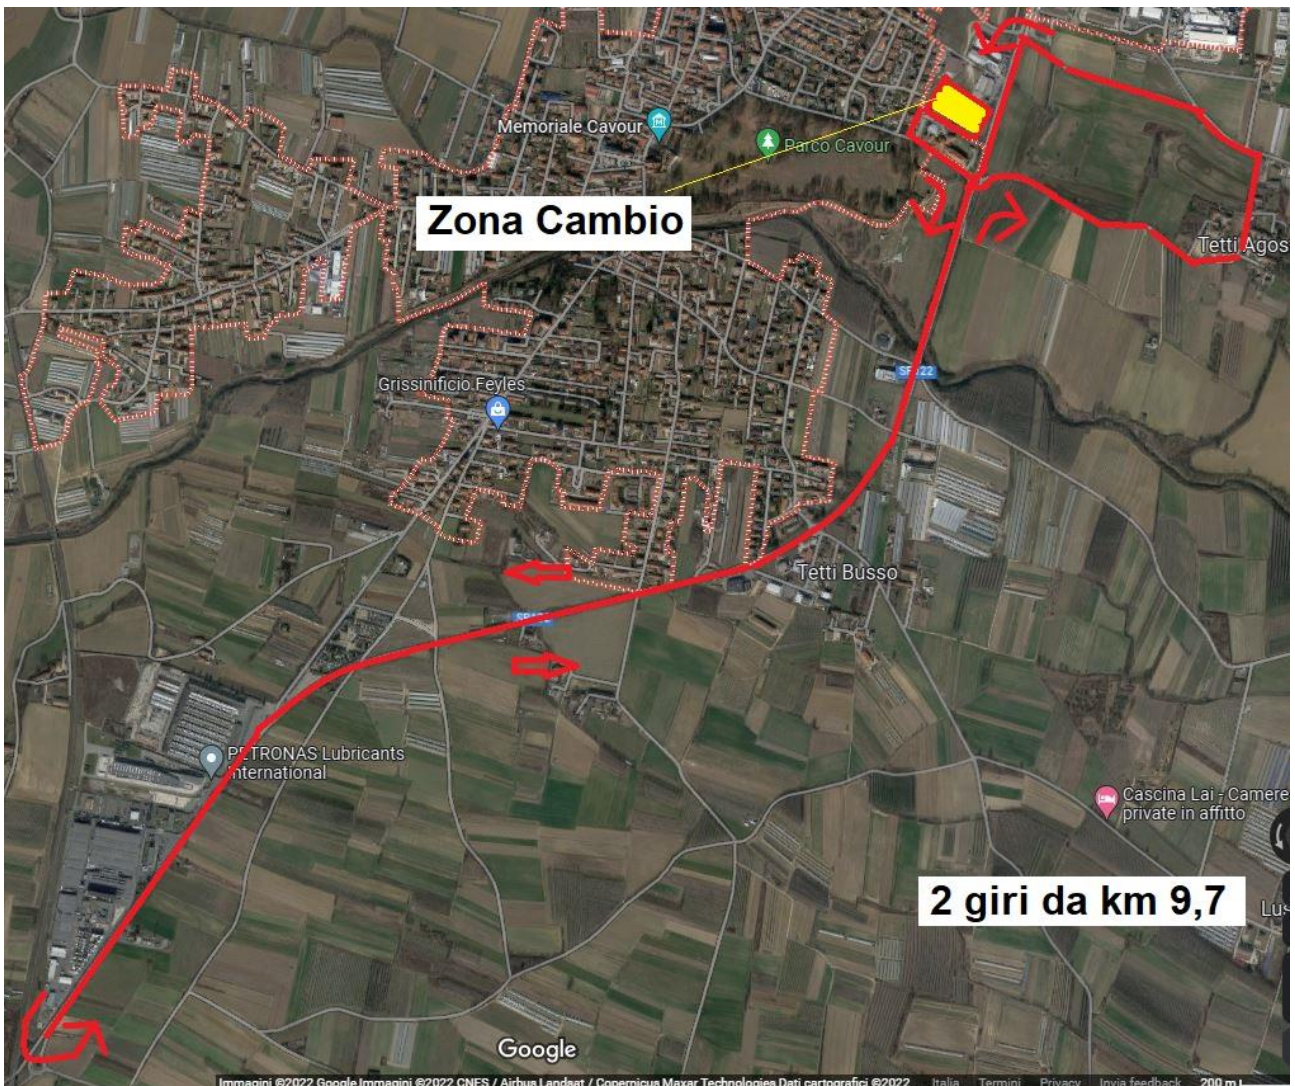 Memoriale Cavour
Parco Cavour
Zona Cambio
Tetti Agos
SP122
Grissinificio Feyles
Tetti Busso
PETRONAS Lubricants
International
Cascina Lai - Camere
private in affitto
2 giri da km 9,7
Lus
Google
Immagini ©2022 Google Immagini ©2022 CNES / Airbus Landsat / Copernicus Maxar Technologies Dati cartografici ©2022 Italia Termini Privacy Invia feedback 200 m